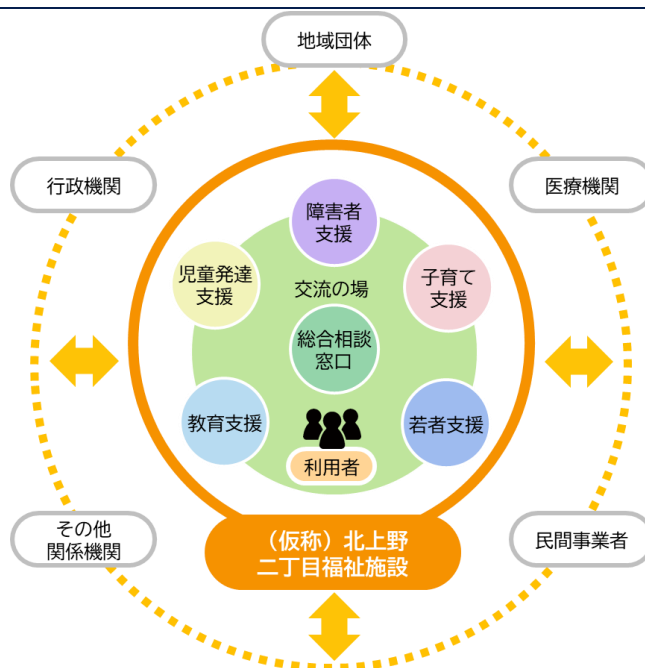 地域団体
行政機関
医療機関
障害者
支援
児童発達
支援
子育て
支援
交流の場
総合相談
窓口
教育支援
若者支援
利用者
その他
関係機関
(仮称)北上野
二丁目福祉施設
民間事業者